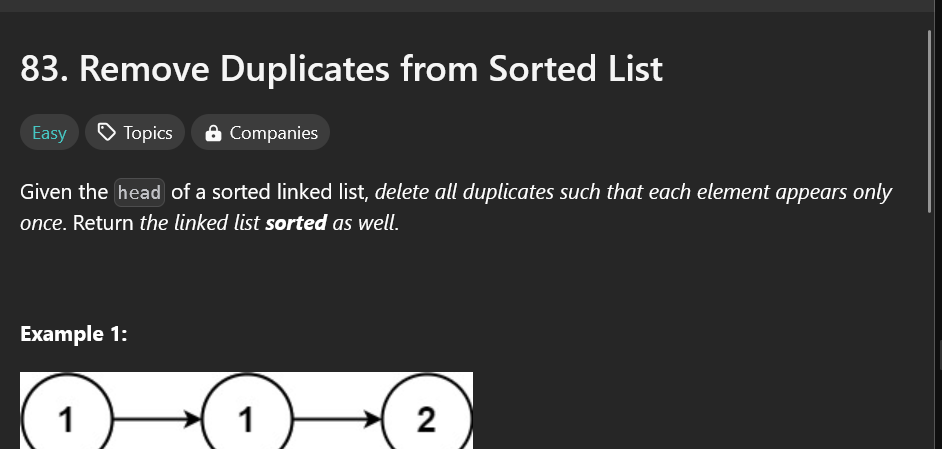 83. Remove Duplicates from Sorted List
Easy Topics Companies
Given the head of a sorted linked list, delete all duplicates such that each element appears only
once. Return the linked list sorted as well.
Example 1:
1 1 2